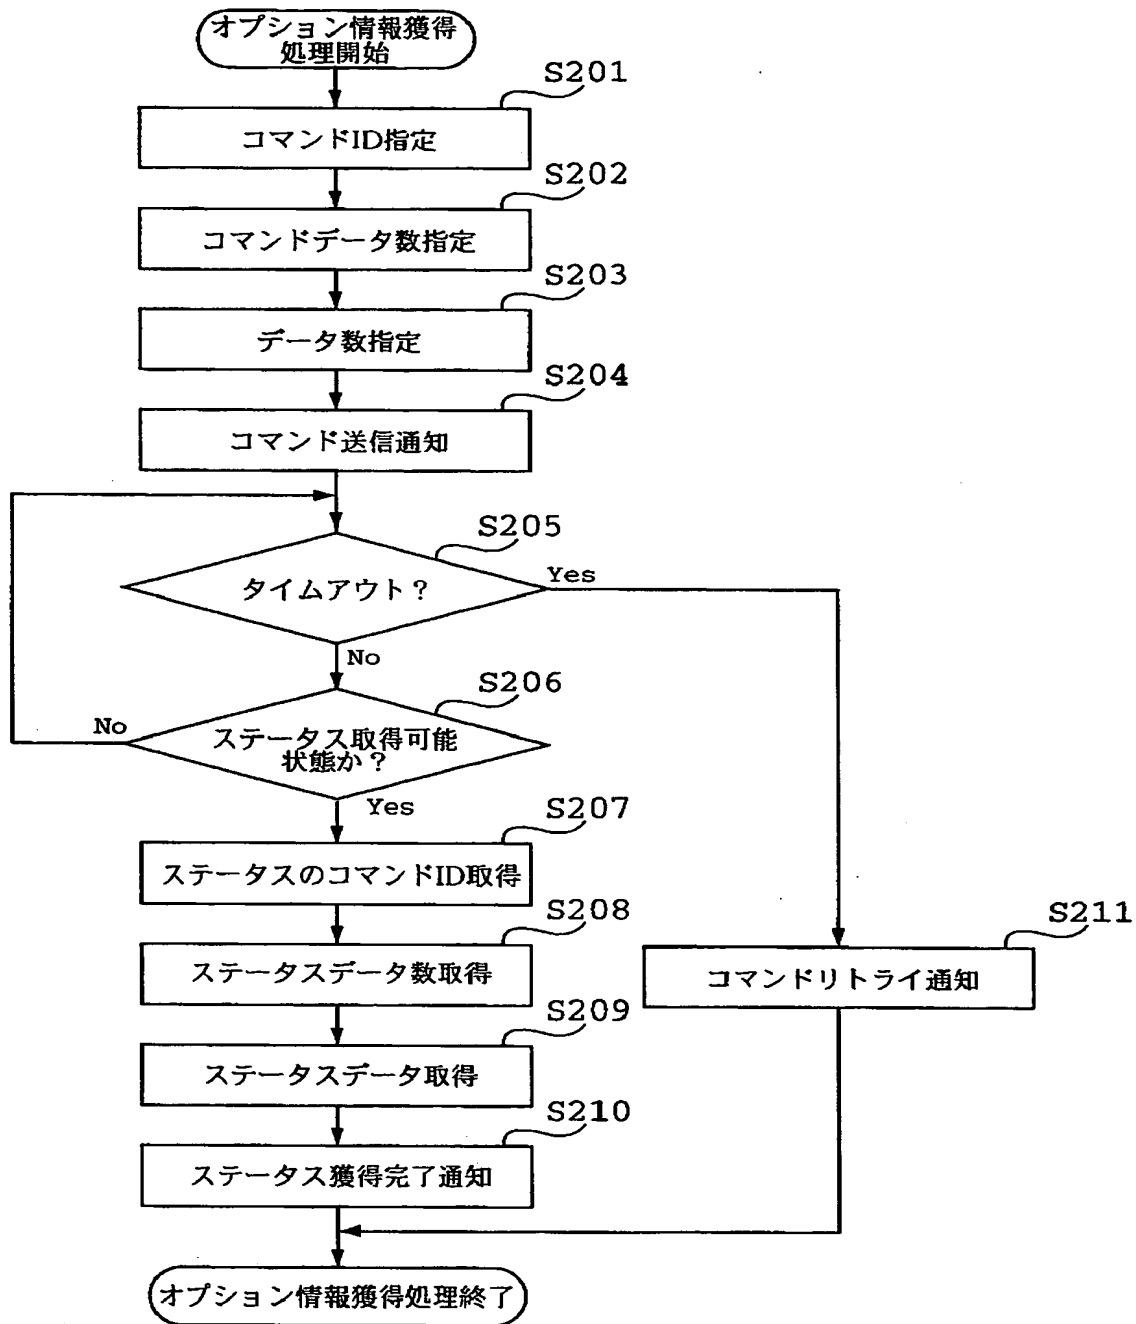 オプション情報獲得
処理開始
S201
コマンドID指定
S202
コマンドデータ数指定
S203
データ数指定
S204
コマンド送信通知
S205
タイムアウト？
Yes
No
S206
ステータス取得可能
状態か？
No
Yes
S207
ステータスのコマンドID取得
S208
ステータスデータ数取得
S211
コマンドリトライ通知
S209
ステータスデータ取得
S210
ステータス獲得完了通知
オプション情報獲得処理終了